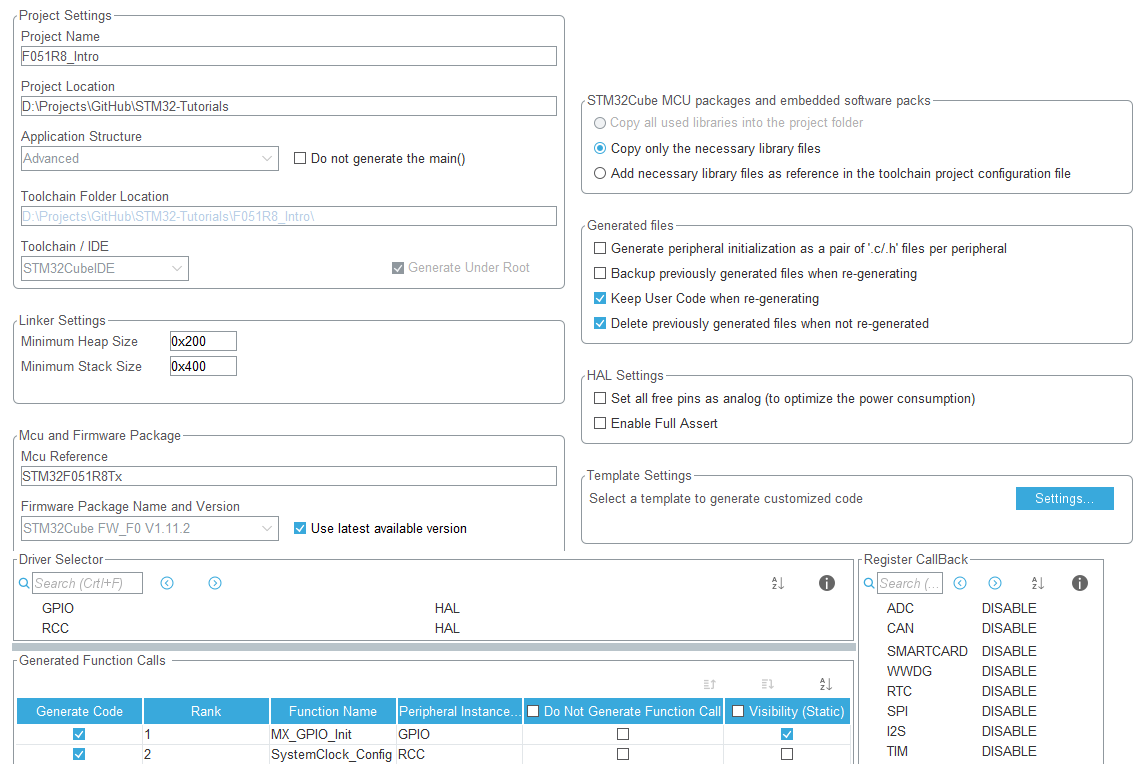 Project Settings
Project Name
F051R8_Intro
Project Location
D:\Projects\GitHub\STM32-Tutorials
Application Structure
Advanced
Do not generate the main()
Toolchain Folder Location
D:\Projects\GitHub\STM32-Tutorials\F051R8_Intro\
Toolchain / IDE
STM32CubeIDE
Generate Under Root
Linker Settings
Minimum Heap Size 0x200
Minimum Stack Size 0x400
Mcu and Firmware Package
Mcu Reference
STM32F051R8Tx
Firmware Package Name and Version
STM32Cube FW_F0 V1.11.2
Use latest available version
STM32Cube MCU packages and embedded software packs
Copy all used libraries into the project folder
Copy only the necessary library files
Add necessary library files as reference in the toolchain project configuration file
Generated files
Generate peripheral initialization as a pair of '.c/.h' files per peripheral
Backup previously generated files when re-generating
Keep User Code when re-generating
Delete previously generated files when not re-generated
HAL Settings
Set all free pins as analog (to optimize the power consumption)
Enable Full Assert
Template Settings
Select a template to generate customized code
Settings...
Driver Selector
Search (Crtl+F)
GPIO HAL
RCC HAL
Generated Function Calls
Generate Code Rank Function Name Peripheral Instance... Do Not Generate Function Call Visibility (Static)
1 MX_GPIO_Init GPIO
2 SystemClock_Config RCC
Register CallBack
Search (...
ADC DISABLE
CAN DISABLE
SMARTCARD DISABLE
WWDG DISABLE
RTC DISABLE
SPI DISABLE
I2S DISABLE
TIM DISABLE